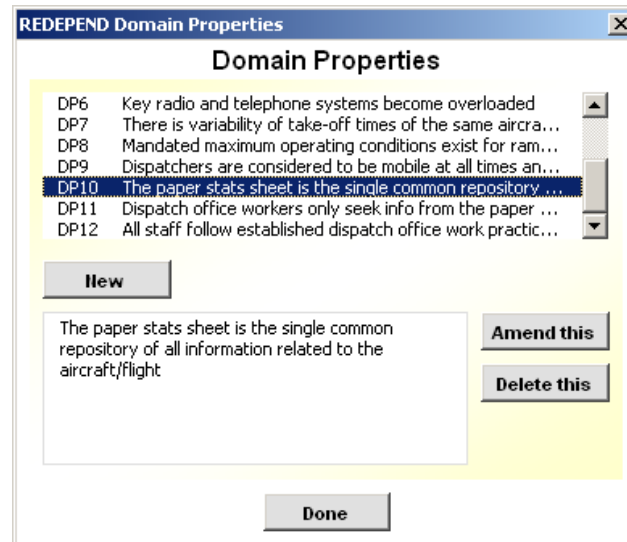 REDEPEND Domain Properties
Domain Properties
DP6 Key radio and telephone systems become overloaded
DP7 There is variability of take-off times of the same aircra...
DP8 Mandated maximum operating conditions exist for ram...
DP9 Dispatchers are considered to be mobile at all times an...
DP10 The paper stats sheet is the single common repository ...
DP11 Dispatch office workers only seek info from the paper ...
DP12 All staff follow established dispatch office work practic...
New
The paper stats sheet is the single common
repository of all information related to the
aircraft/flight
Amend this
Delete this
Done